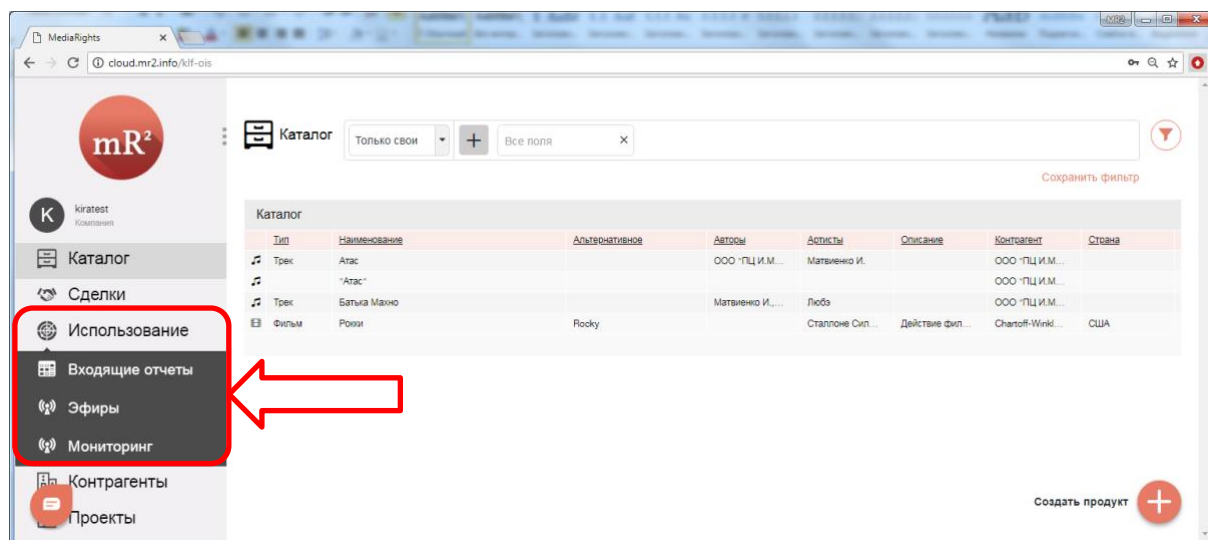 MR2
MediaRights
cloud.mr2.info/klf-ois
mR²
Каталог
Только свои
Все поля
Сохранить фильтр
K
kiratest
Компания
Каталог
Тип Наименование Альтернативное Авторы Артисты Описание Контрагент Страна
Трек Атас ООО "ПЦ И.М... Матвиенко И. ООО "ПЦ И.М...
"Атас" ООО "ПЦ И.М...
Трек Батька Махно Матвиенко И.,... Любэ ООО "ПЦ И.М...
Фильм Рокки Rocky Сталлоне Сил... Действие фил... Chartoff-Winkl... США
Каталог
Сделки
Использование
Входящие отчеты
Эфиры
Мониторинг
Контрагенты
Проекты
Создать продукт